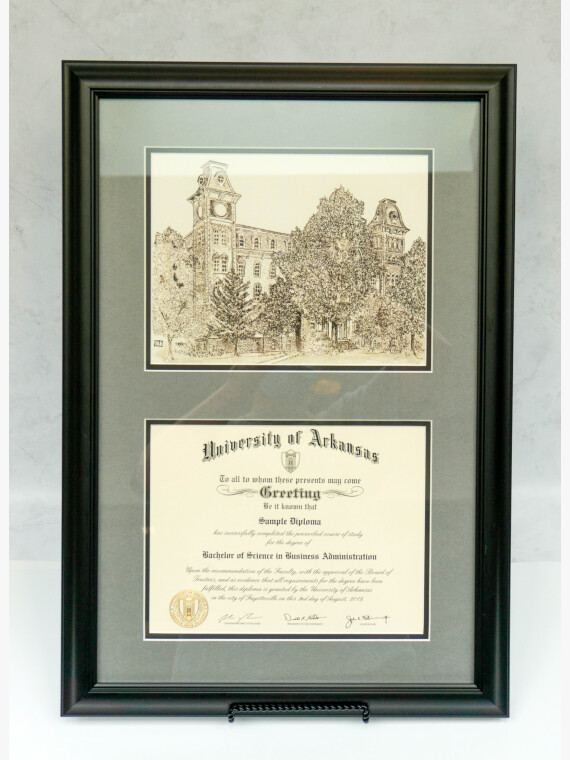 University of Arkansas
To all to whom these presents may come
Greeting
Be it known that
Sample Diploma
has successfully completed the prescribed course of study
for the degree of
Bachelor of Science in Business Administration
Upon the recommendation of the Faculty, with the approval of the Board of
Trustees, and as evidence that all requirements for the degree have been
fulfilled, this diploma is granted by the University of Arkansas
in the city of Fayetteville on this day of August,